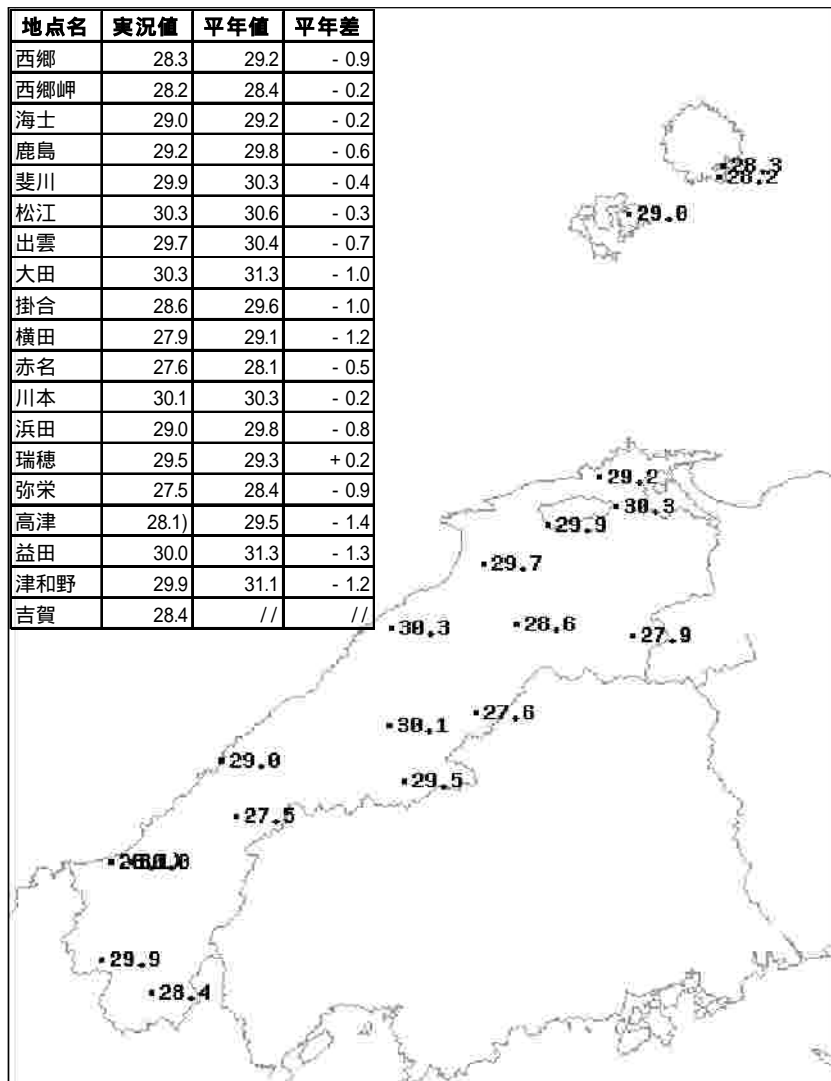 地点名 実況値 平年値 平年差
西郷 28.3 29.2 - 0.9
西郷岬 28.2 28.4 - 0.2
海士 29.0 29.2 - 0.2
鹿島 29.2 29.8 - 0.6
斐川 29.9 30.3 - 0.4
松江 30.3 30.6 - 0.3
出雲 29.7 30.4 - 0.7
大田 30.3 31.3 - 1.0
掛合 28.6 29.6 - 1.0
横田 27.9 29.1 - 1.2
赤名 27.6 28.1 - 0.5
川本 30.1 30.3 - 0.2
浜田 29.0 29.8 - 0.8
瑞穂 29.5 29.3 + 0.2
弥栄 27.5 28.4 - 0.9
高津 28.1) 29.5 - 1.4
益田 30.0 31.3 - 1.3
津和野 29.9 31.1 - 1.2
吉賀 28.4 // //
28.3
28.2
29.0
29.2
30.3
29.9
29.7
30.3
28.6
27.9
27.6
30.1
29.0
29.5
27.5
29.9
28.4